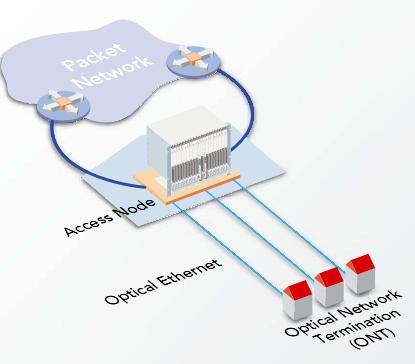 Packet
Network
Access Node
Optical Ethernet
Optical Network
Termination
(ONT)